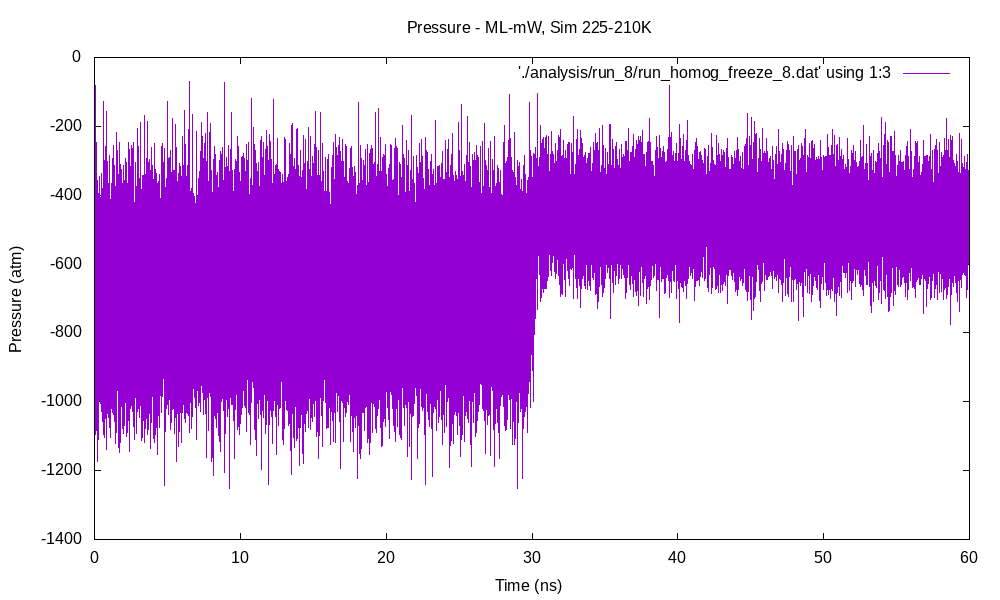 Pressure - ML-mW, Sim 225-210K
'./analysis/run_8/run_homog_freeze_8.dat' using 1:3
0
-200
-400
-600
-800
-1000
-1200
-1400
Pressure (atm)
0 10 20 30 40 50 60
Time (ns)